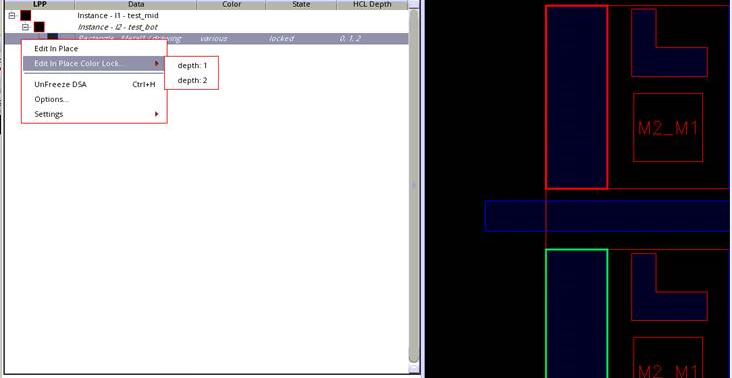 LPP Data Color State HCL Depth
Instance - I1 - test_mid
Instance - I2 - test_bot
Rectangle - Metal1 / drawing various locked 0, 1, 2
Edit In Place
Edit In Place Color Lock...
depth: 1
depth: 2
UnFreeze DSA Ctrl+H
Options...
Settings
M2_M1
M2_M1